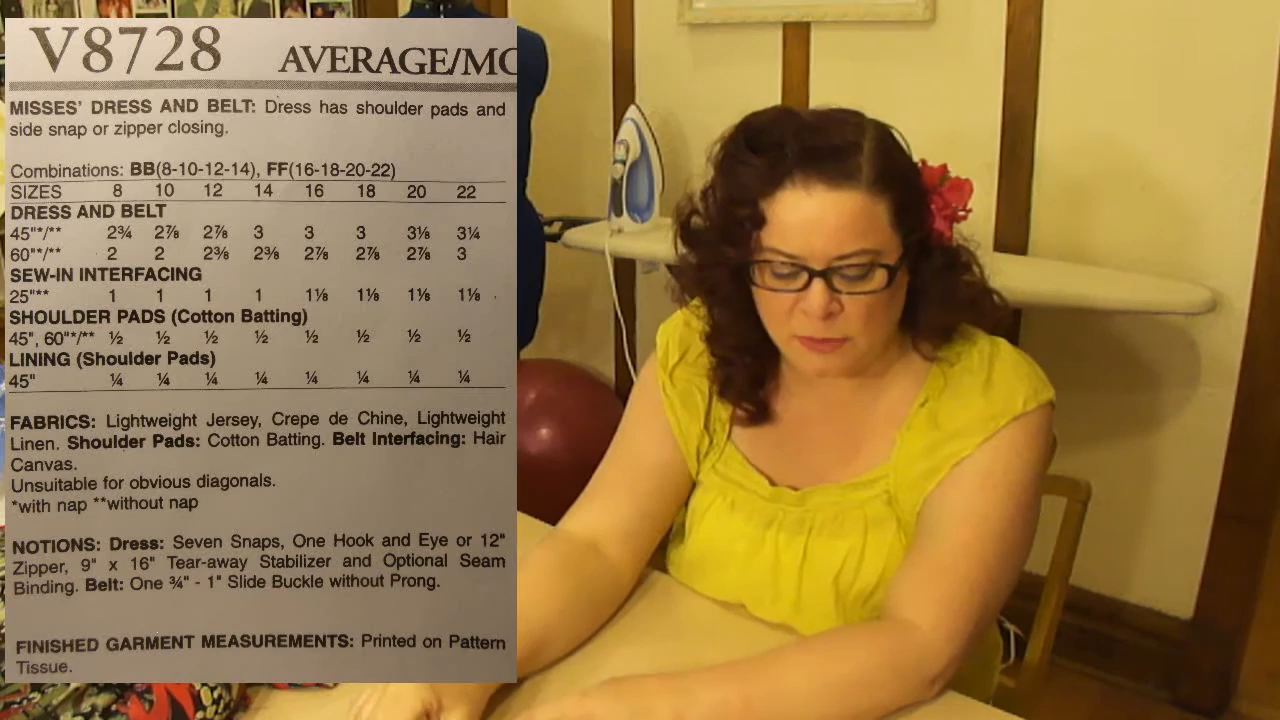 V8728 AVERAGE/MO
MISSES' DRESS AND BELT: Dress has shoulder pads and
side snap or zipper closing.
Combinations: BB(8-10-12-14), FF(16-18-20-22)
SIZES 8 10 12 14 16 18 20 22
DRESS AND BELT
45"*/** 2¾ 2⅞ 2⅞ 3 3 3 3⅛ 3¼
60"*/** 2 2 2⅜ 2⅜ 2⅞ 2⅞ 2⅞ 3
SEW-IN INTERFACING
25"** 1 1 1 1 1⅛ 1⅛ 1⅛ 1⅛
SHOULDER PADS (Cotton Batting)
45", 60"*/** ½ ½ ½ ½ ½ ½ ½ ½
LINING (Shoulder Pads)
45" ¼ ¼ ¼ ¼ ¼ ¼ ¼ ¼
FABRICS: Lightweight Jersey, Crepe de Chine, Lightweight
Linen. Shoulder Pads: Cotton Batting. Belt Interfacing: Hair
Canvas.
Unsuitable for obvious diagonals.
*with nap **without nap
NOTIONS: Dress: Seven Snaps, One Hook and Eye or 12"
Zipper, 9" x 16" Tear-away Stabilizer and Optional Seam
Binding. Belt: One ¾" - 1" Slide Buckle without Prong.
FINISHED GARMENT MEASUREMENTS: Printed on Pattern
Tissue.